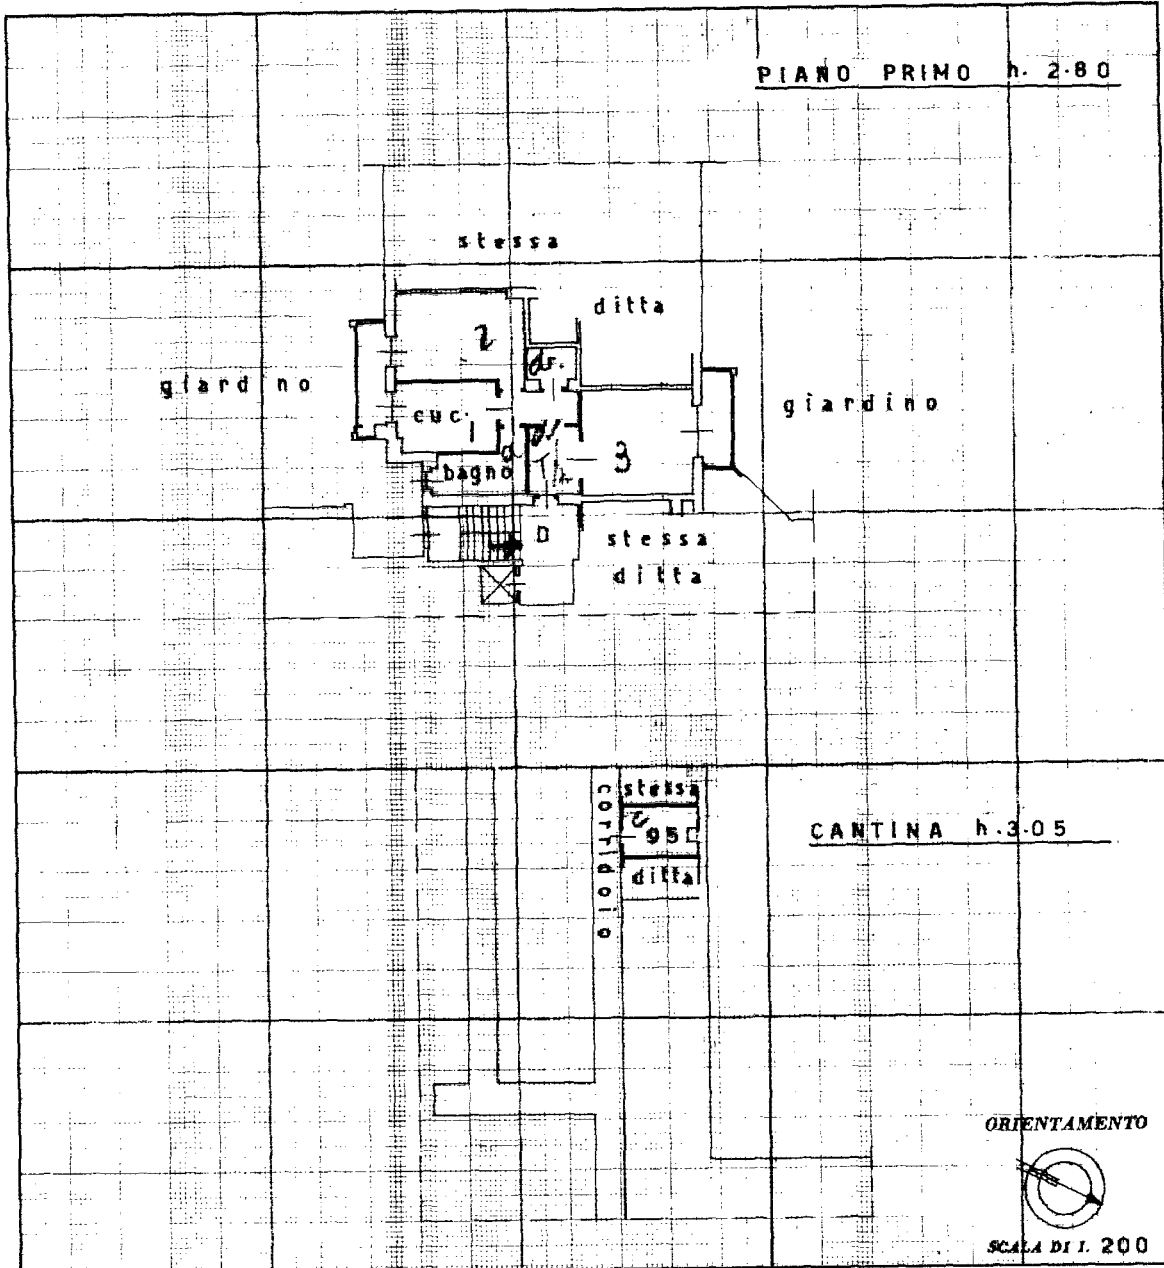 PIANO PRIMO h. 2.80
stessa
ditta
giardino
2
dr.
cuc.
giardino
3
bagno
D
stessa
ditta
corridoio
stessa
c
95
ditta
CANTINA h.3.05
ORIENTAMENTO
SCALA DI 1. 200